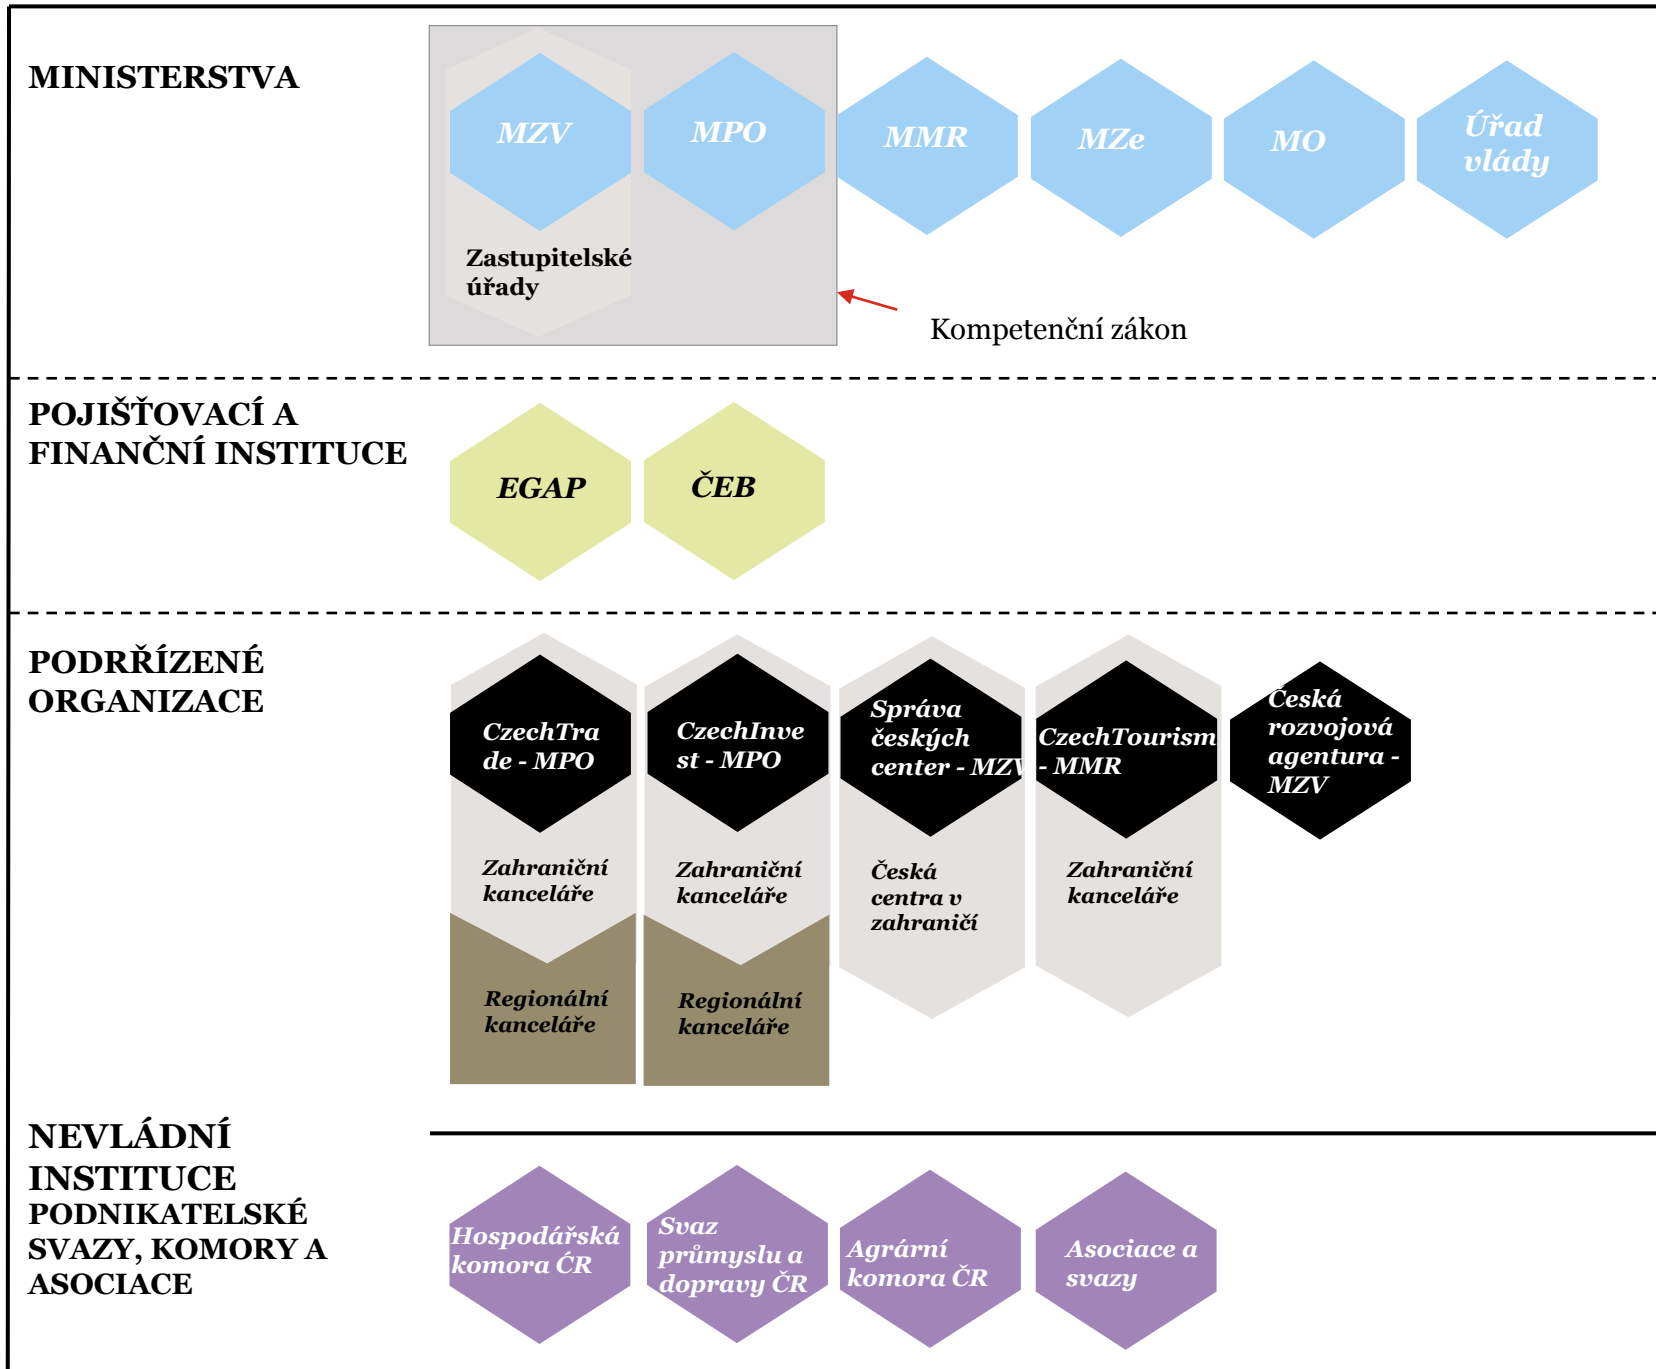 MINISTERSTVA
MZV
MPO
MMR
MZe
MO
Úřad
vlády
Zastupitelské
úřady
Kompetenční zákon
POJIŠŤOVACÍ A
FINANČNÍ INSTITUCE
EGAP
ČEB
PODRŘÍZENÉ
ORGANIZACE
CzechTra
de - MPO
CzechInve
st - MPO
Správa
českých
center - MZV
CzechTourism
- MMR
Česká
rozvojová
agentura -
MZV
Zahraniční
kanceláře
Zahraniční
kanceláře
Česká
centra v
zahraničí
Zahraniční
kanceláře
Regionální
kanceláře
Regionální
kanceláře
NEVLÁDNÍ
INSTITUCE
PODNIKATELSKÉ
SVAZY, KOMORY A
ASOCIACE
Hospodářská
komora ĆR
Svaz
průmyslu a
dopravy ČR
Agrární
komora ČR
Asociace a
svazy